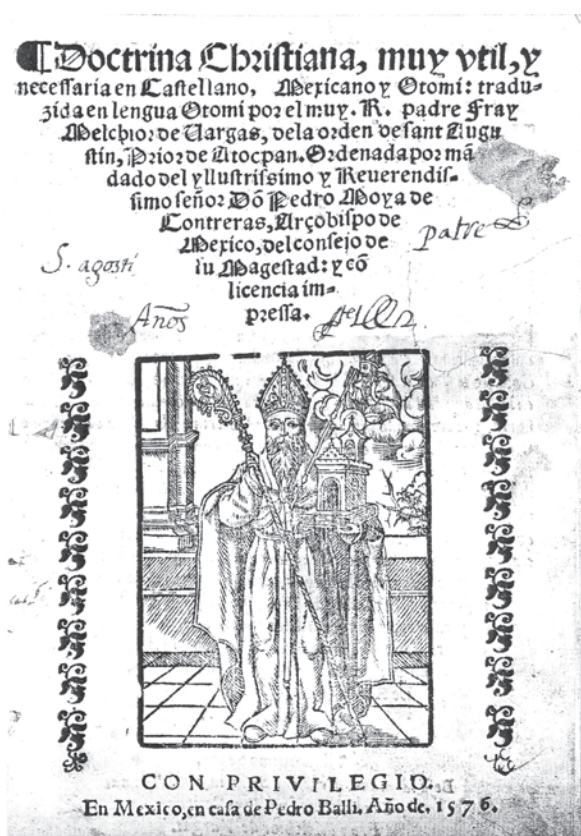 ¶Doctrina Christiana, muy vtil, y
necessaria en Castellano, Mexicano y Otomi: tradu-
zida en lengua Otomi por el muy. R. padre Fray
Melchior de Vargas, dela orden de sant Augu
stin, Prior de Atocpan. Ordenada por mã
dado del yllustrissimo y Reuerendis-
simo señor Dõ Pedro Moya de
Contreras, Arçobispo de
Mexico, del consejo de
su Magestad: y cõ
licencia im-
pressa.
S. agosti
patre
Años
CON PRIVILEGIO.
En Mexico, en casa de Pedro Balli. Año de. 1576.